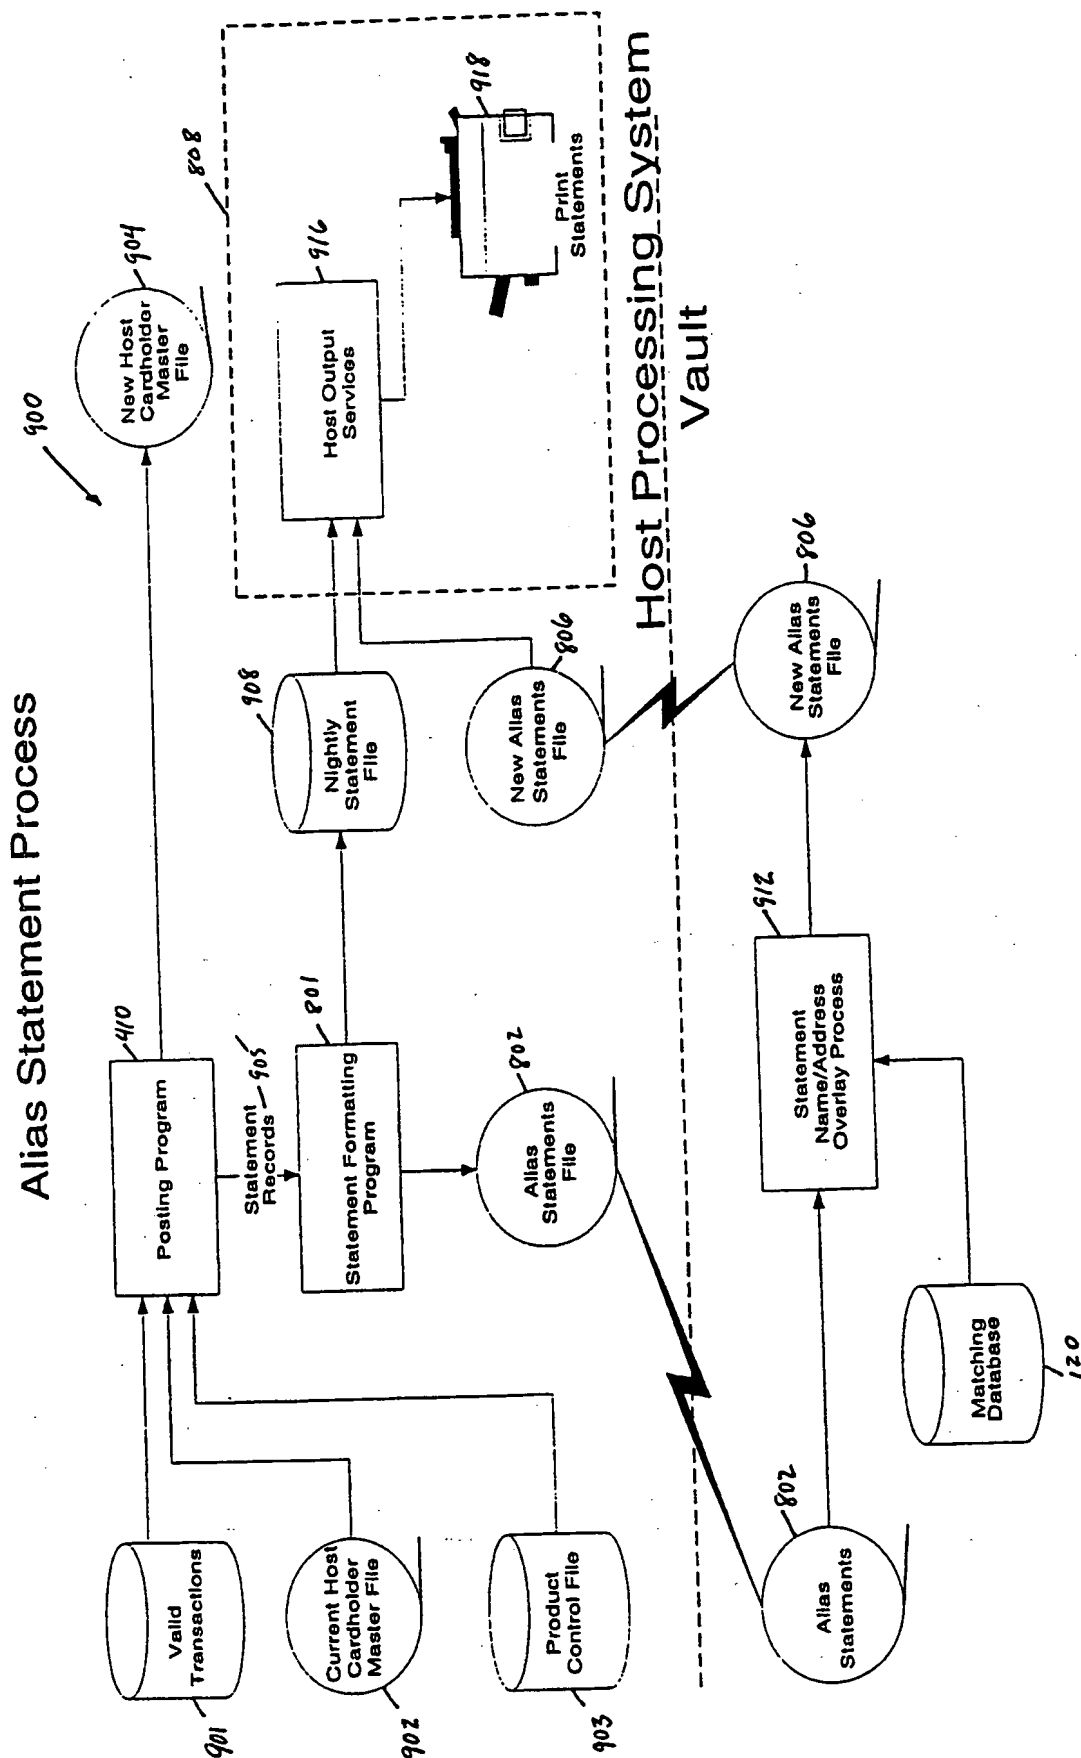 Alias Statement Process
900
Valid
Transactions
901
Current Host
Cardholder
Master File
902
Product
Control File
903
Posting Program
410
Statement
Records
905
Statement Formatting
Program
801
Alias
Statements
File
802
New Host
Cardholder
Master
File
904
Nightly
Statement
File
908
New Alias
Statements
File
806
808
Host Output
Services
916
Print
Statements
918
Host Processing System
Vault
Alias
Statements
802
Matching
Database
120
Statement
Name/Address
Overlay Process
912
New Alias
Statements
File
806